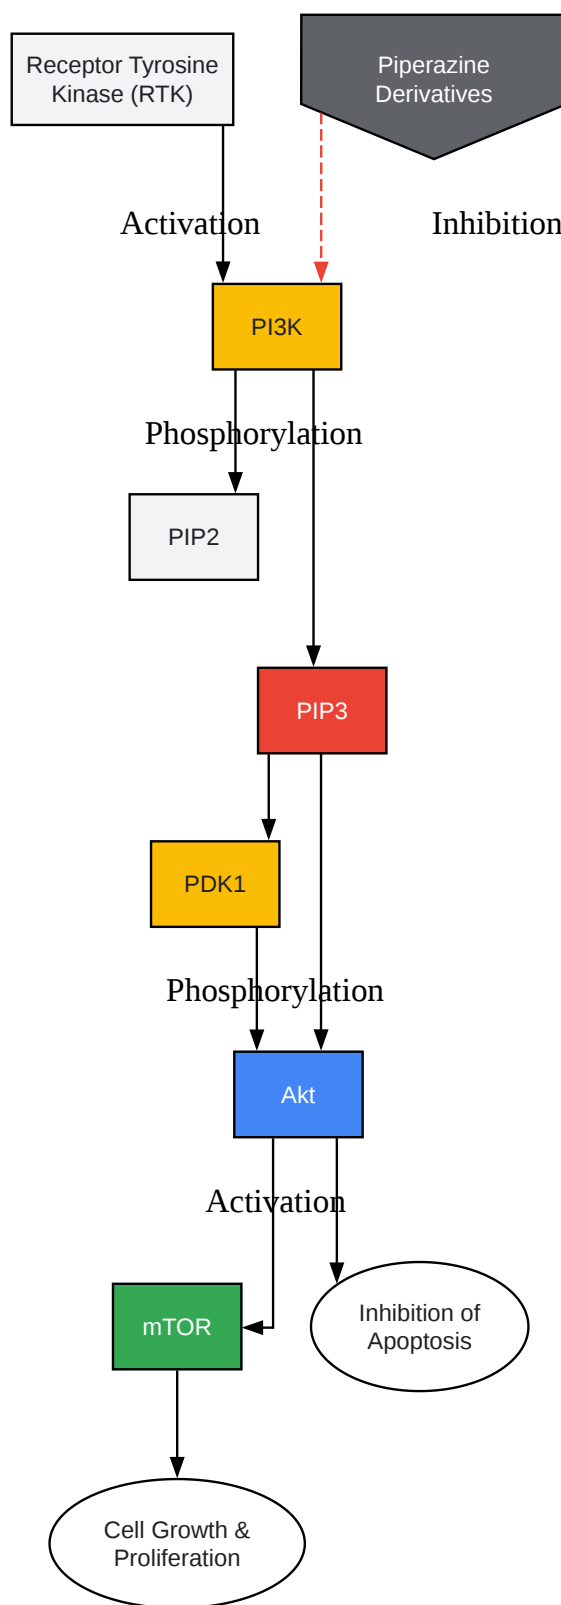 Receptor Tyrosine
Kinase (RTK)
Piperazine
Derivatives
Activation
Inhibition
PI3K
Phosphorylation
PIP2
PIP3
PDK1
Phosphorylation
Akt
Activation
mTOR
Inhibition of
Apoptosis
Cell Growth &
Proliferation